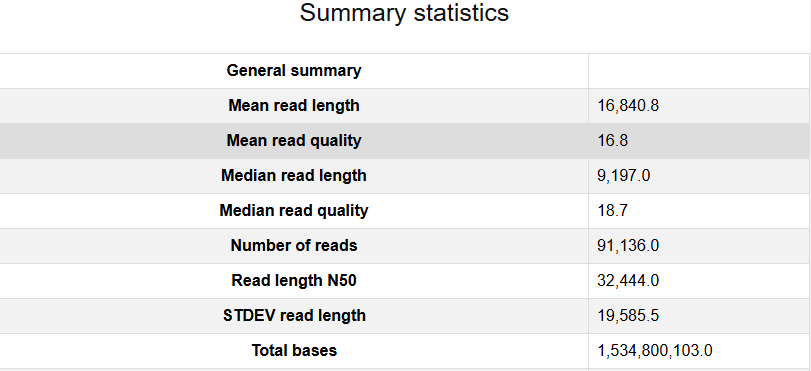 Summary statistics
General summary
Mean read length 16,840.8
Mean read quality 16.8
Median read length 9,197.0
Median read quality 18.7
Number of reads 91,136.0
Read length N50 32,444.0
STDEV read length 19,585.5
Total bases 1,534,800,103.0